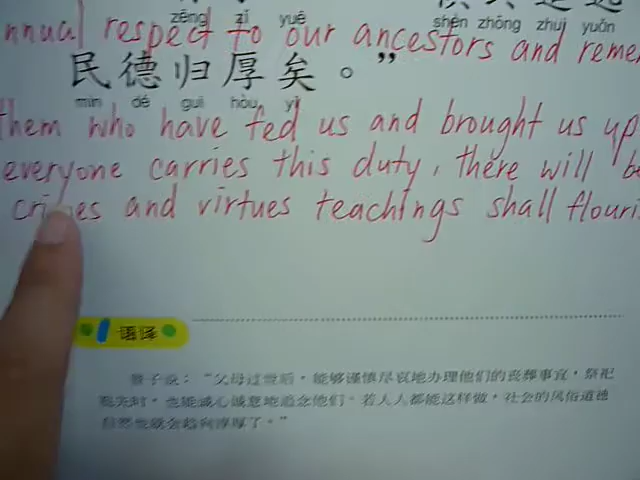 zēng zǐ yuē shèn zhōng zhuī yuǎn
nnual respect to our ancestors and reme
民德归厚矣。”
mín dé guī hòu yǐ
them who have fed us and brought us up
everyone carries this duty, there will be
cri es and virtues teachings shall flouri
语译
曾子说：“父母过世后，能够谨慎尽哀地办理他们的丧葬事宜，祭祀
也能诚心诚意地追念他们。若人人都能这样做，社会的风俗道德
自然也就会趋向淳厚了。”